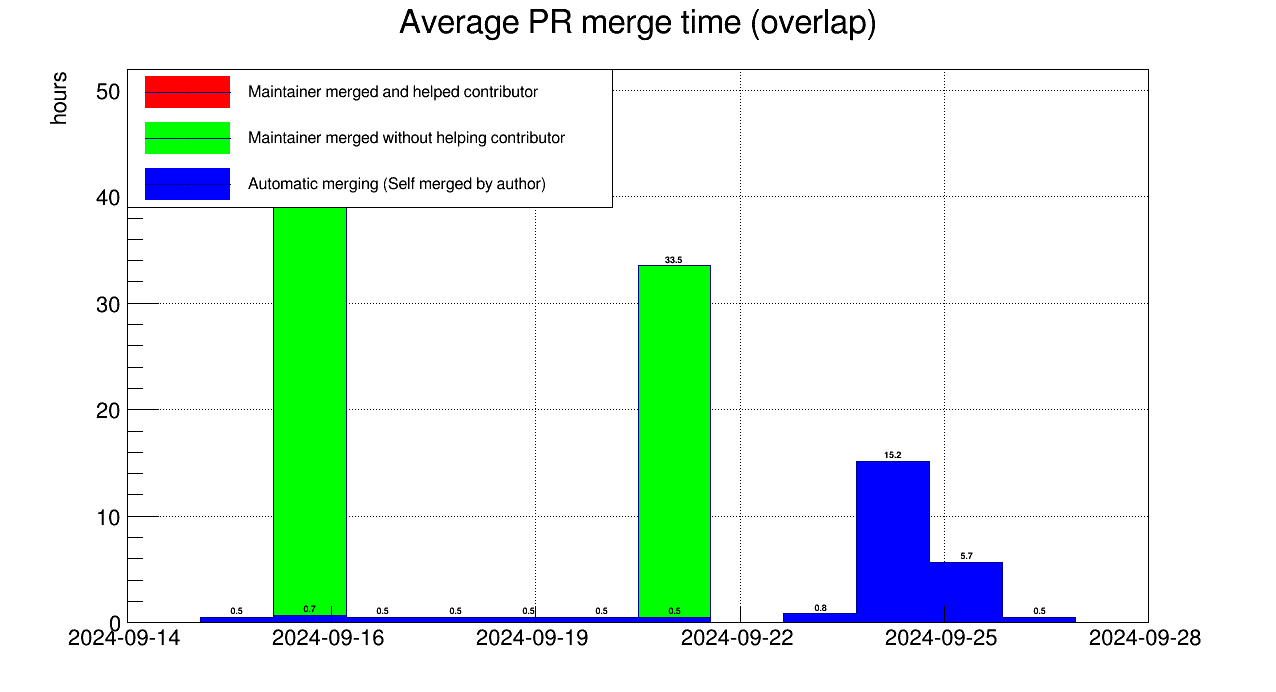 Average PR merge time (overlap)
hours
Maintainer merged and helped contributor
Maintainer merged without helping contributor
Automatic merging (Self merged by author)
50
40
30
20
10
0
33.5
15.2
5.7
0.5 0.7 0.5 0.5 0.5 0.5 0.5 0.8 0.5
2024-09-14 2024-09-16 2024-09-19 2024-09-22 2024-09-25 2024-09-28